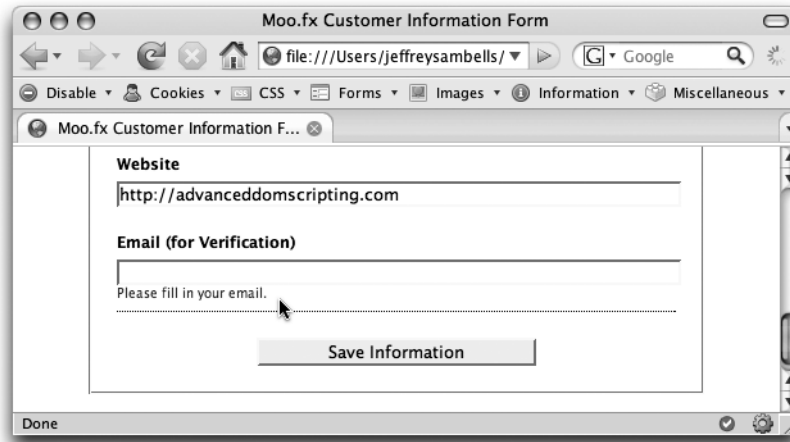 Moo.fx Customer Information Form
file:///Users/jeffreysambells/
G Google
Disable Cookies CSS Forms Images Information Miscellaneous
Moo.fx Customer Information F...
Website
http://advanceddomscripting.com
Email (for Verification)
Please fill in your email.
Save Information
Done